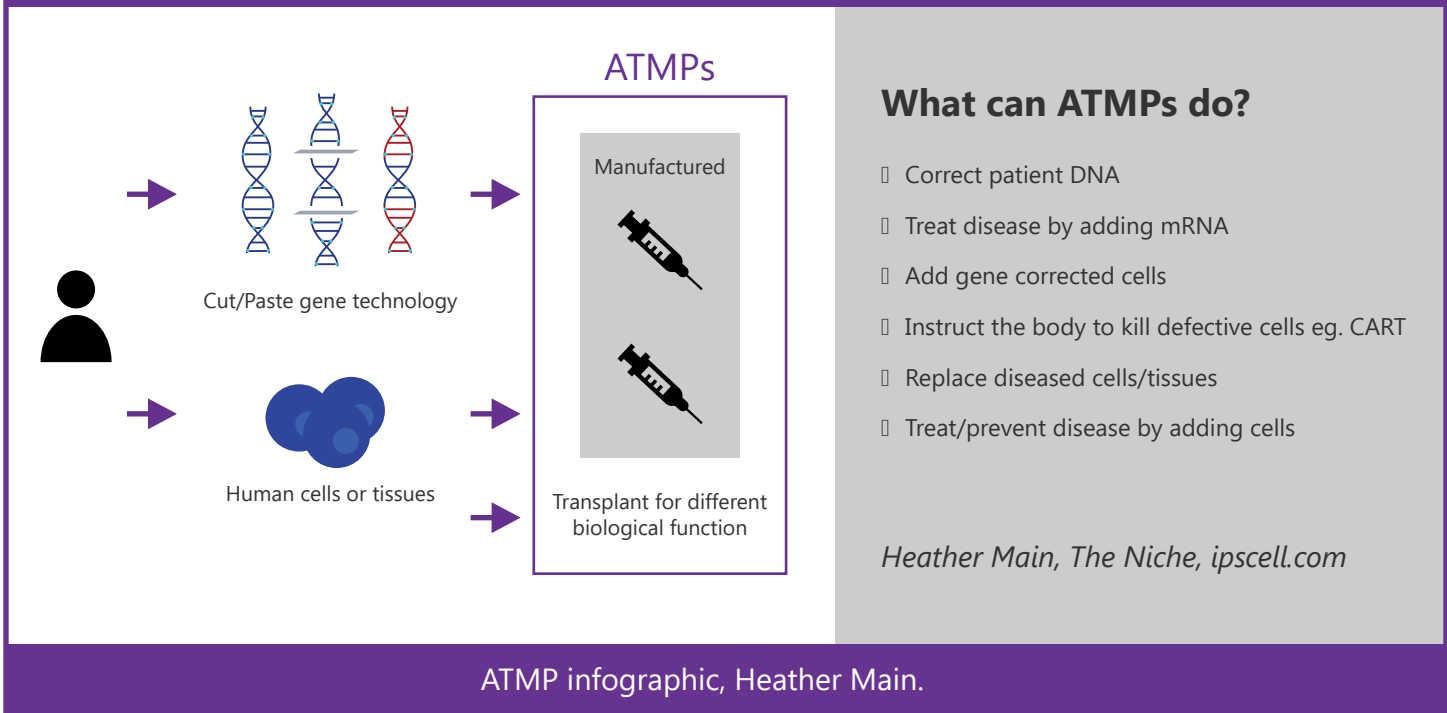 ATMPs
Manufactured
Cut/Paste gene technology
Human cells or tissues
Transplant for different
biological function
What can ATMPs do?
Correct patient DNA
Treat disease by adding mRNA
Add gene corrected cells
Instruct the body to kill defective cells eg. CART
Replace diseased cells/tissues
Treat/prevent disease by adding cells
Heather Main, The Niche, ipscell.com
ATMP infographic, Heather Main.